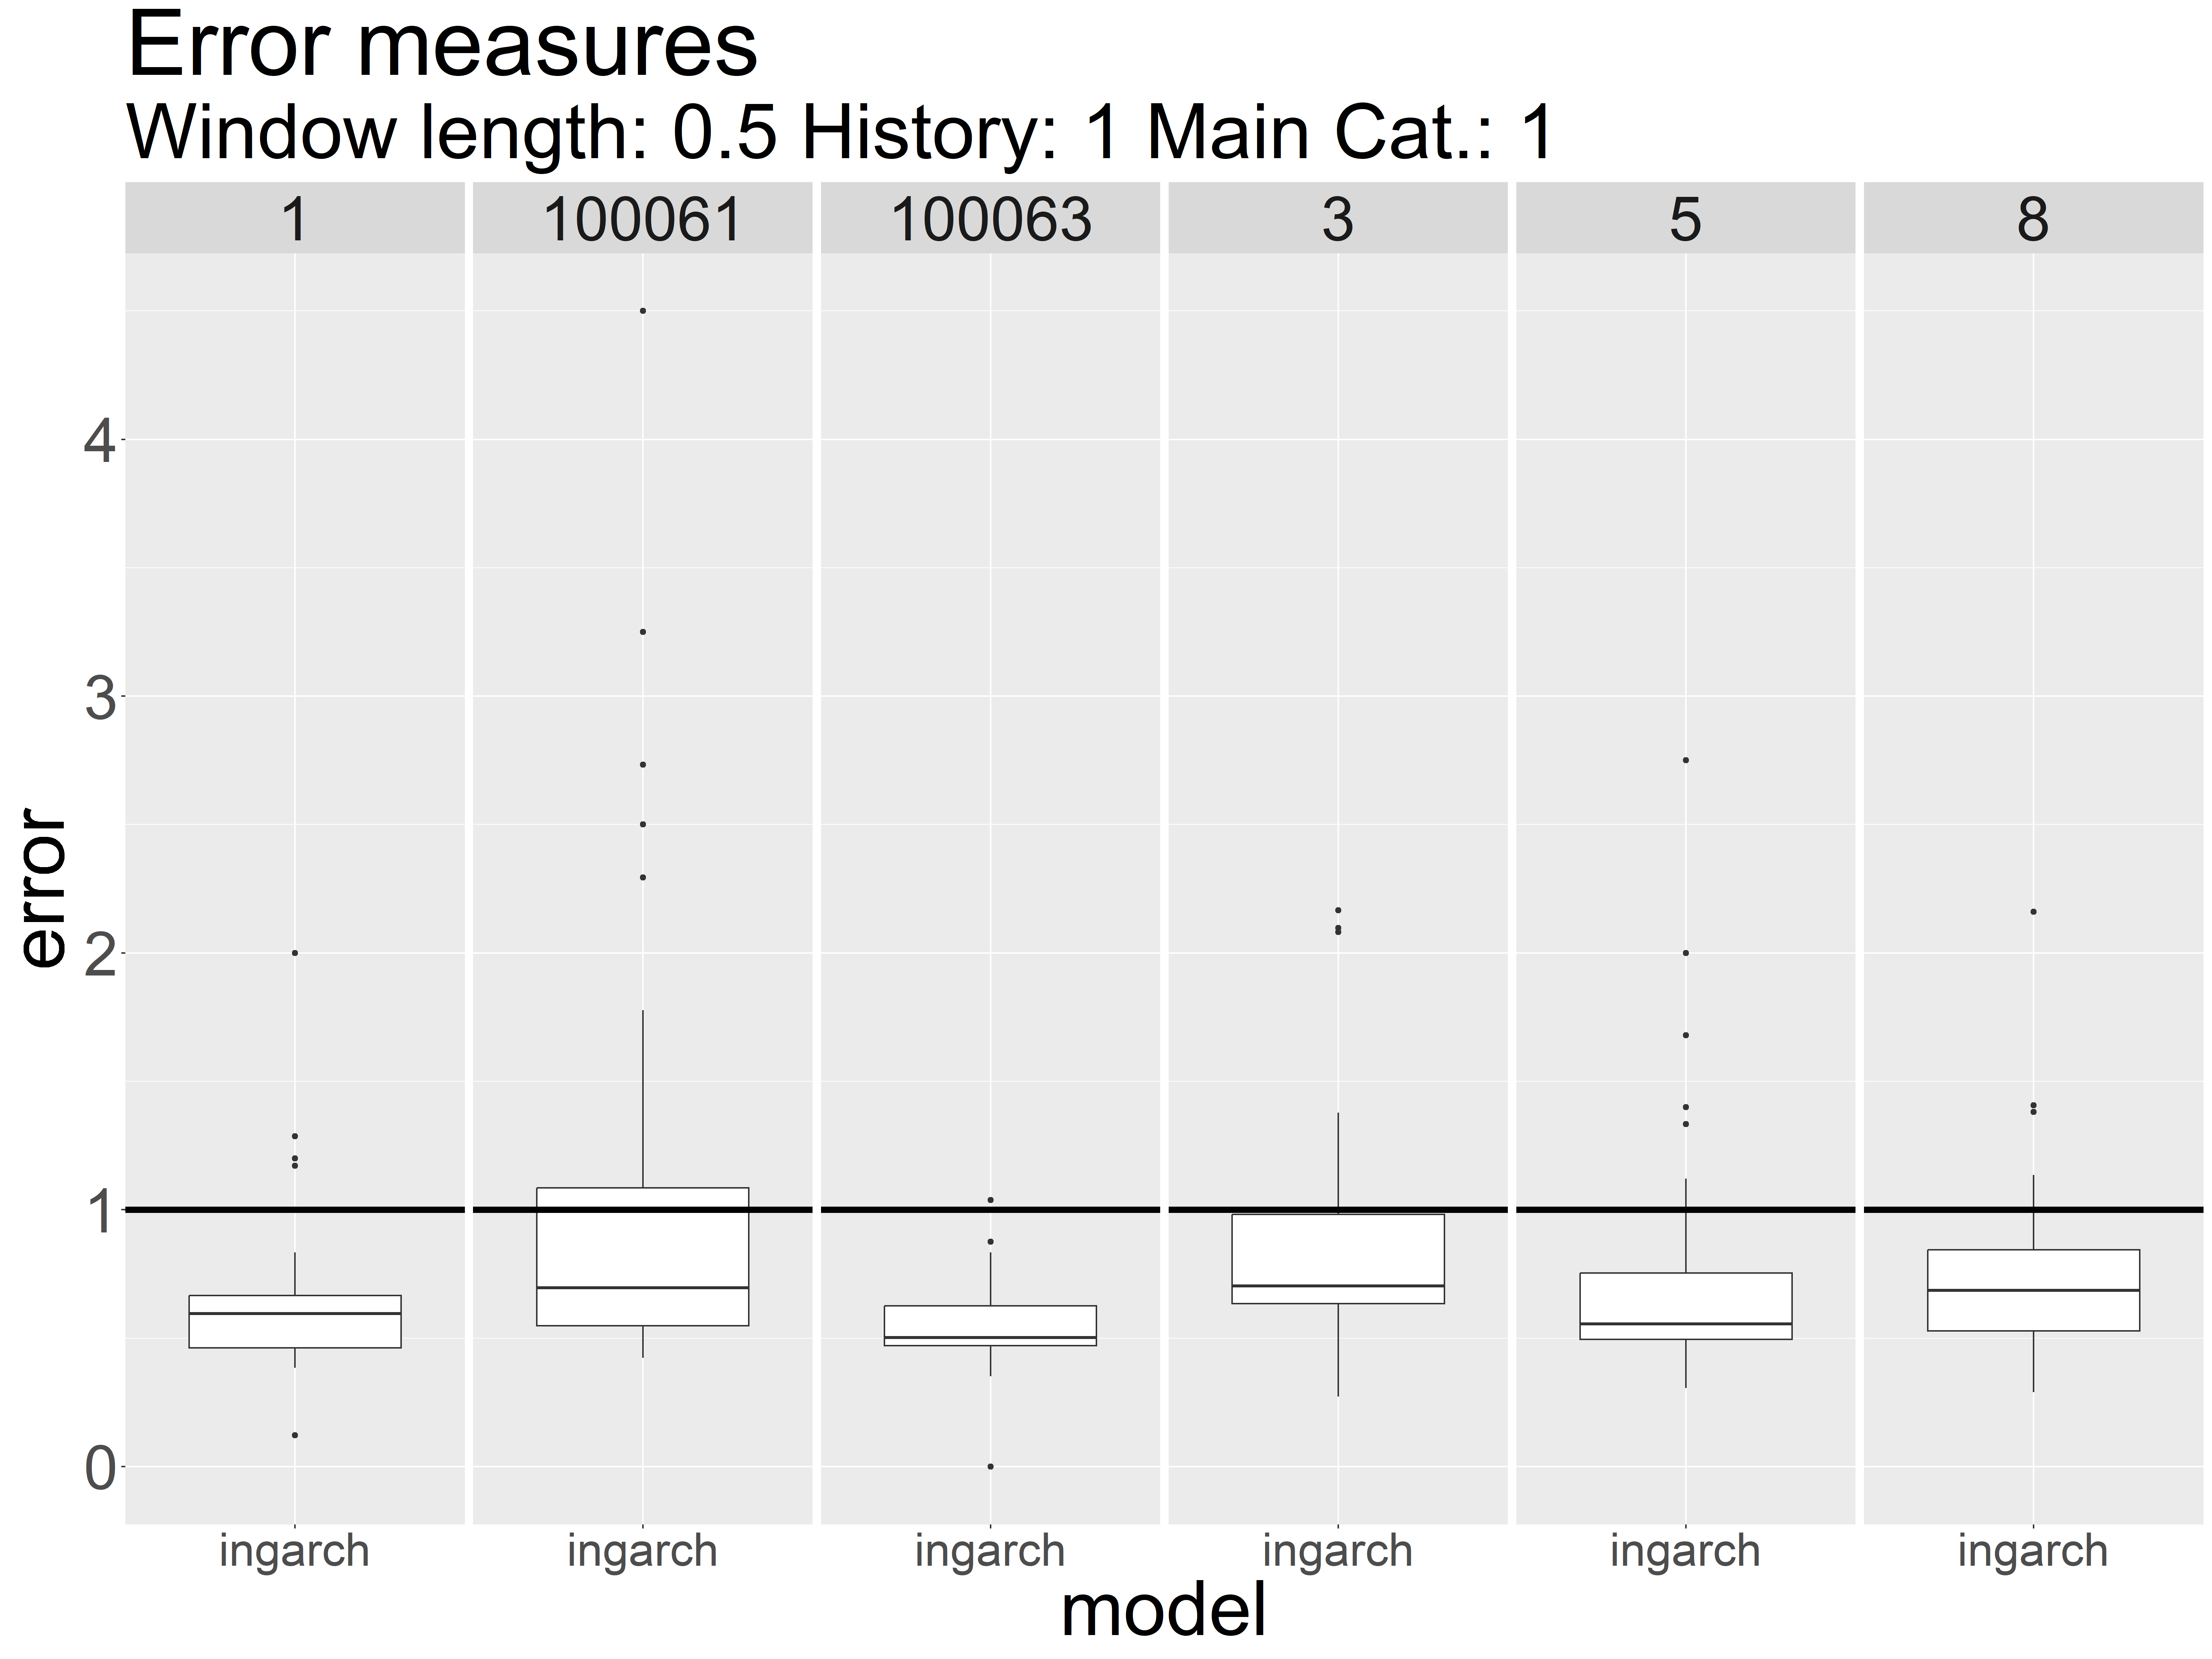 Error measures
Window length: 0.5 History: 1 Main Cat.: 1
1 100061 100063 3 5 8
4
3
2
1
0
error
ingarch ingarch ingarch ingarch ingarch ingarch
model